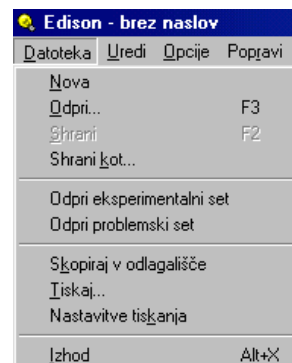 Edison - brez naslov
Datoteka Uredi Opcije Popravi
Nova
Odpri... F3
Shrani F2
Shrani kot...
Odpri eksperimentalni set
Odpri problemski set
Skopiraj v odlagališče
Tiskaj...
Nastavitve tiskanja
Izhod Alt+X